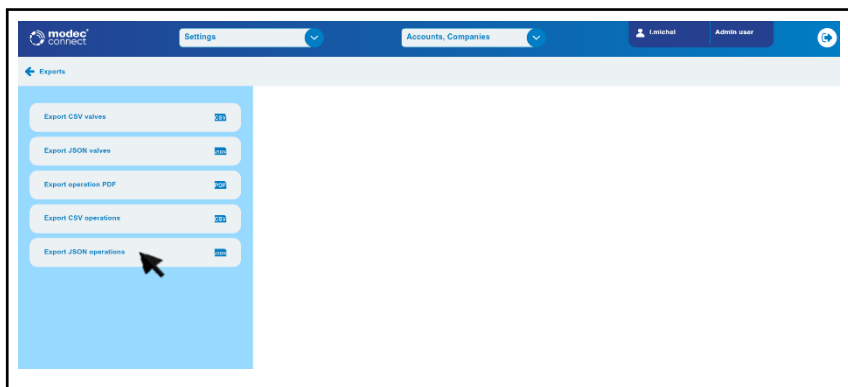 modec
connect
Settings
Accounts, Companies
l.michal
Admin user
Exports
Export CSV valves
CSV
Export JSON valves
JSON
Export operation PDF
PDF
Export CSV operations
CSV
Export JSON operations
JSON